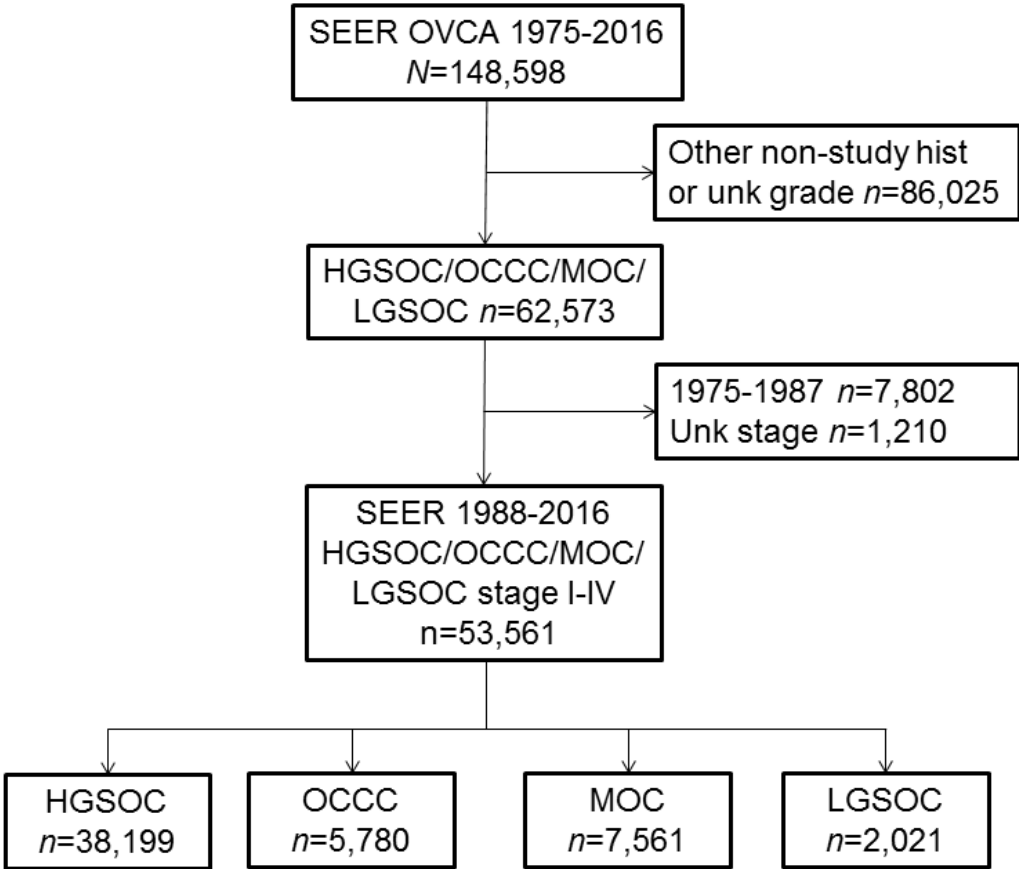 SEER OVCA 1975-2016
N=148,598
Other non-study hist
or unk grade n=86,025
HGSOC/OCCC/MOC/
LGSOC n=62,573
1975-1987 n=7,802
Unk stage n=1,210
SEER 1988-2016
HGSOC/OCCC/MOC/
LGSOC stage I-IV
n=53,561
HGSOC
n=38,199
OCCC
n=5,780
MOC
n=7,561
LGSOC
n=2,021